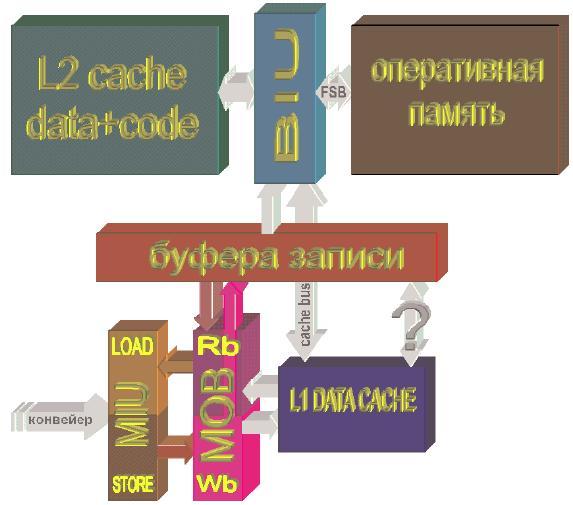 L2 cache
data+code
BIU
FSB
оперативная
память
буфера записи
cache bus
?
LOAD
MIU
STORE
Rb
MOB
Wb
L1 DATA CACHE
конвейер